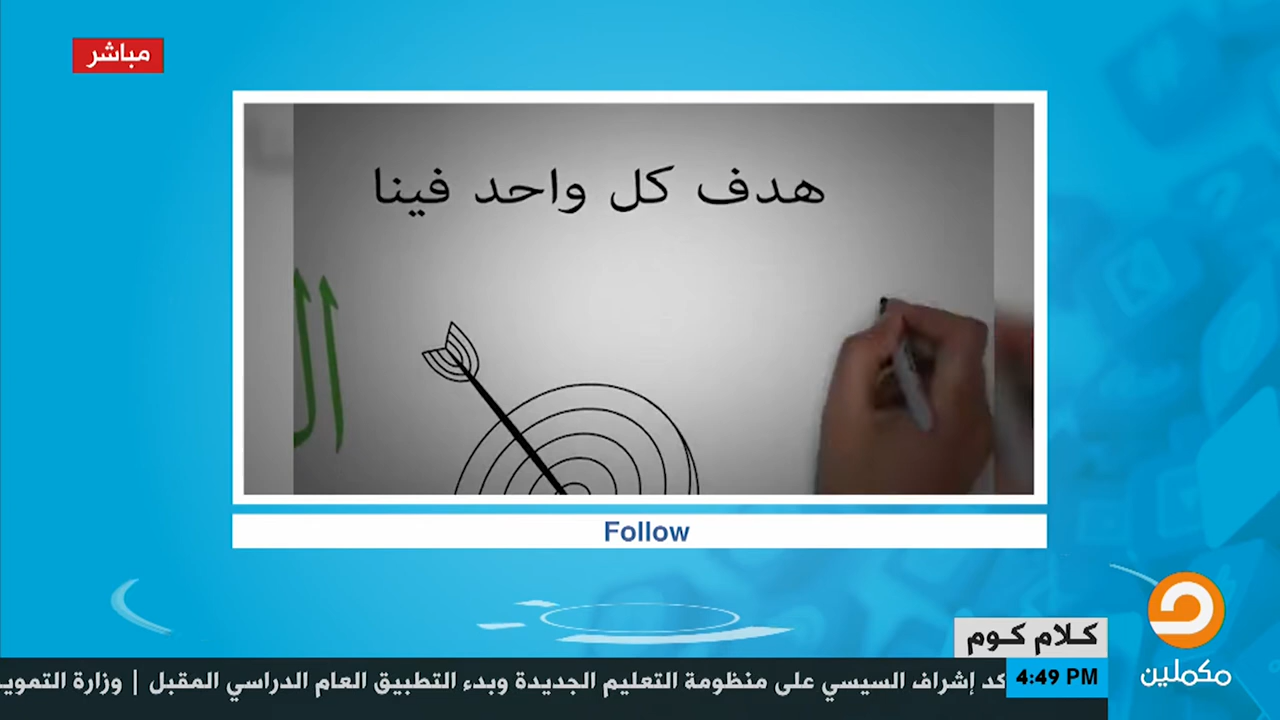 مباشر
هدف كل واحد فينا
ال
Follow
كلام كوم
4:49 PM
مكملين
كد إشراف السيسي على منظومة التعليم الجديدة وبدء التطبيق العام الدراسي المقبل | وزارة التموي